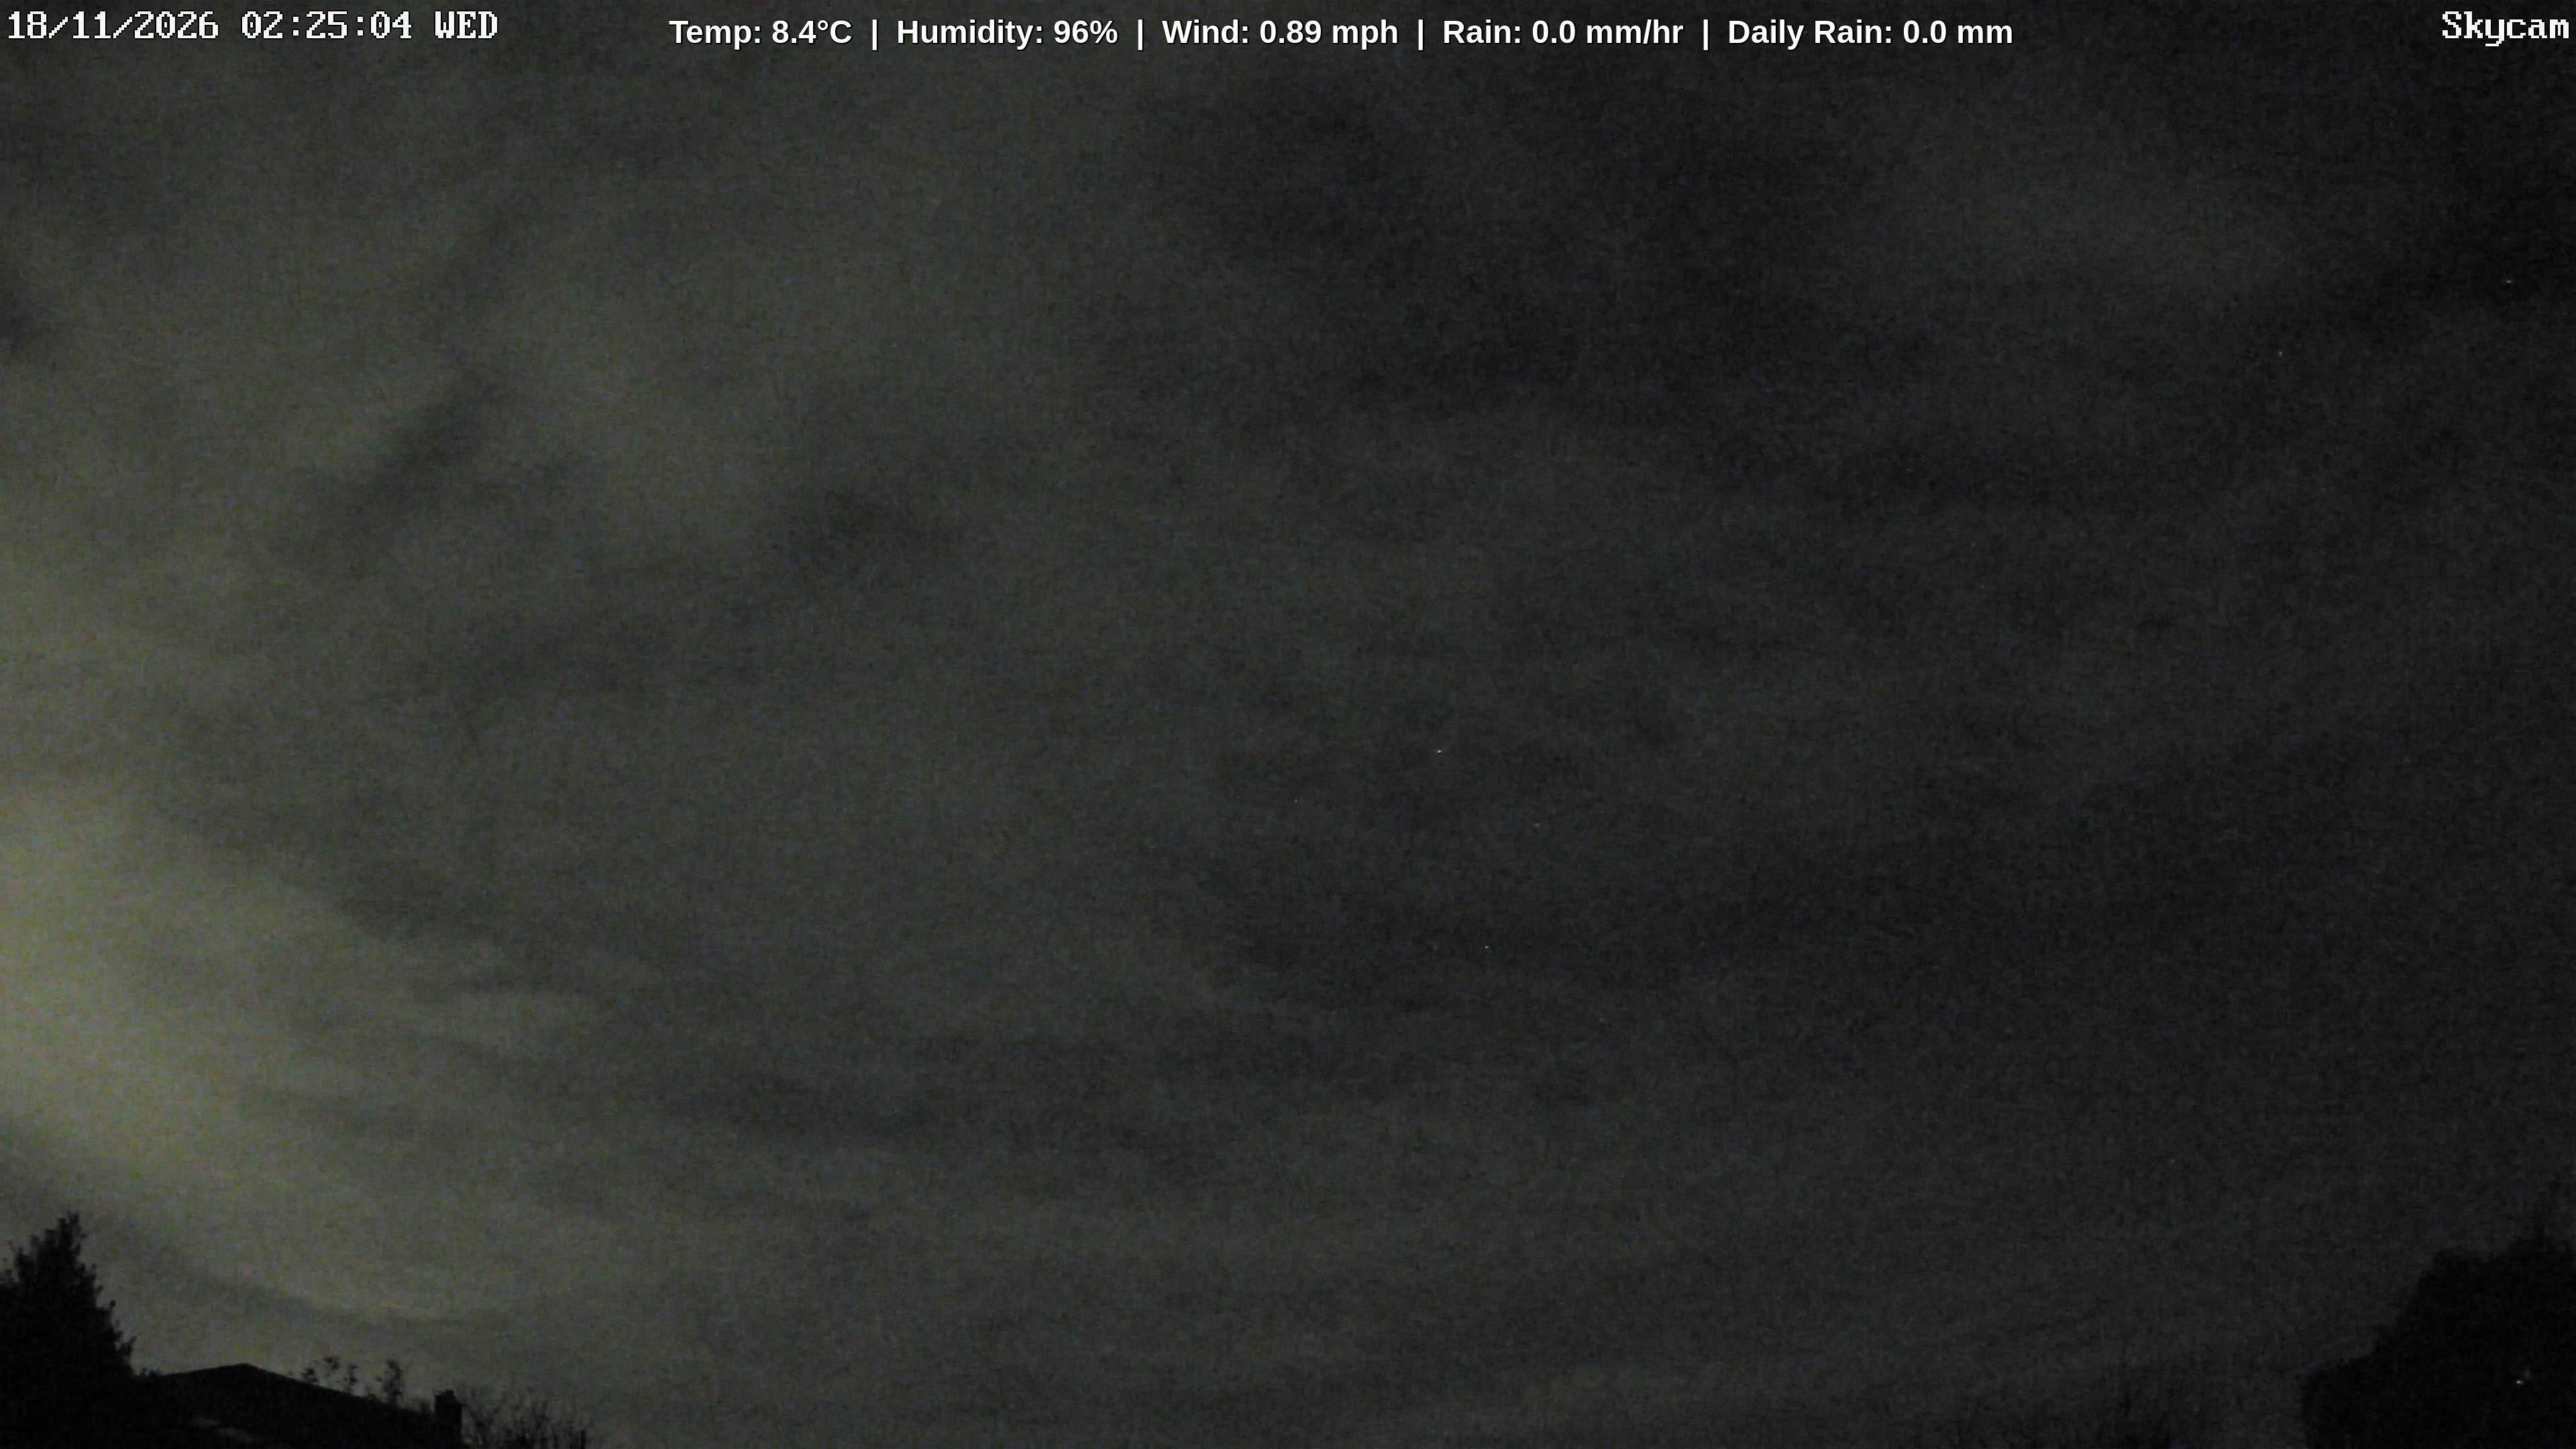 18/11/2026 02:25:04 WED
Temp: 8.4°C | Humidity: 96% | Wind: 0.89 mph | Rain: 0.0 mm/hr | Daily Rain: 0.0 mm
Skycam